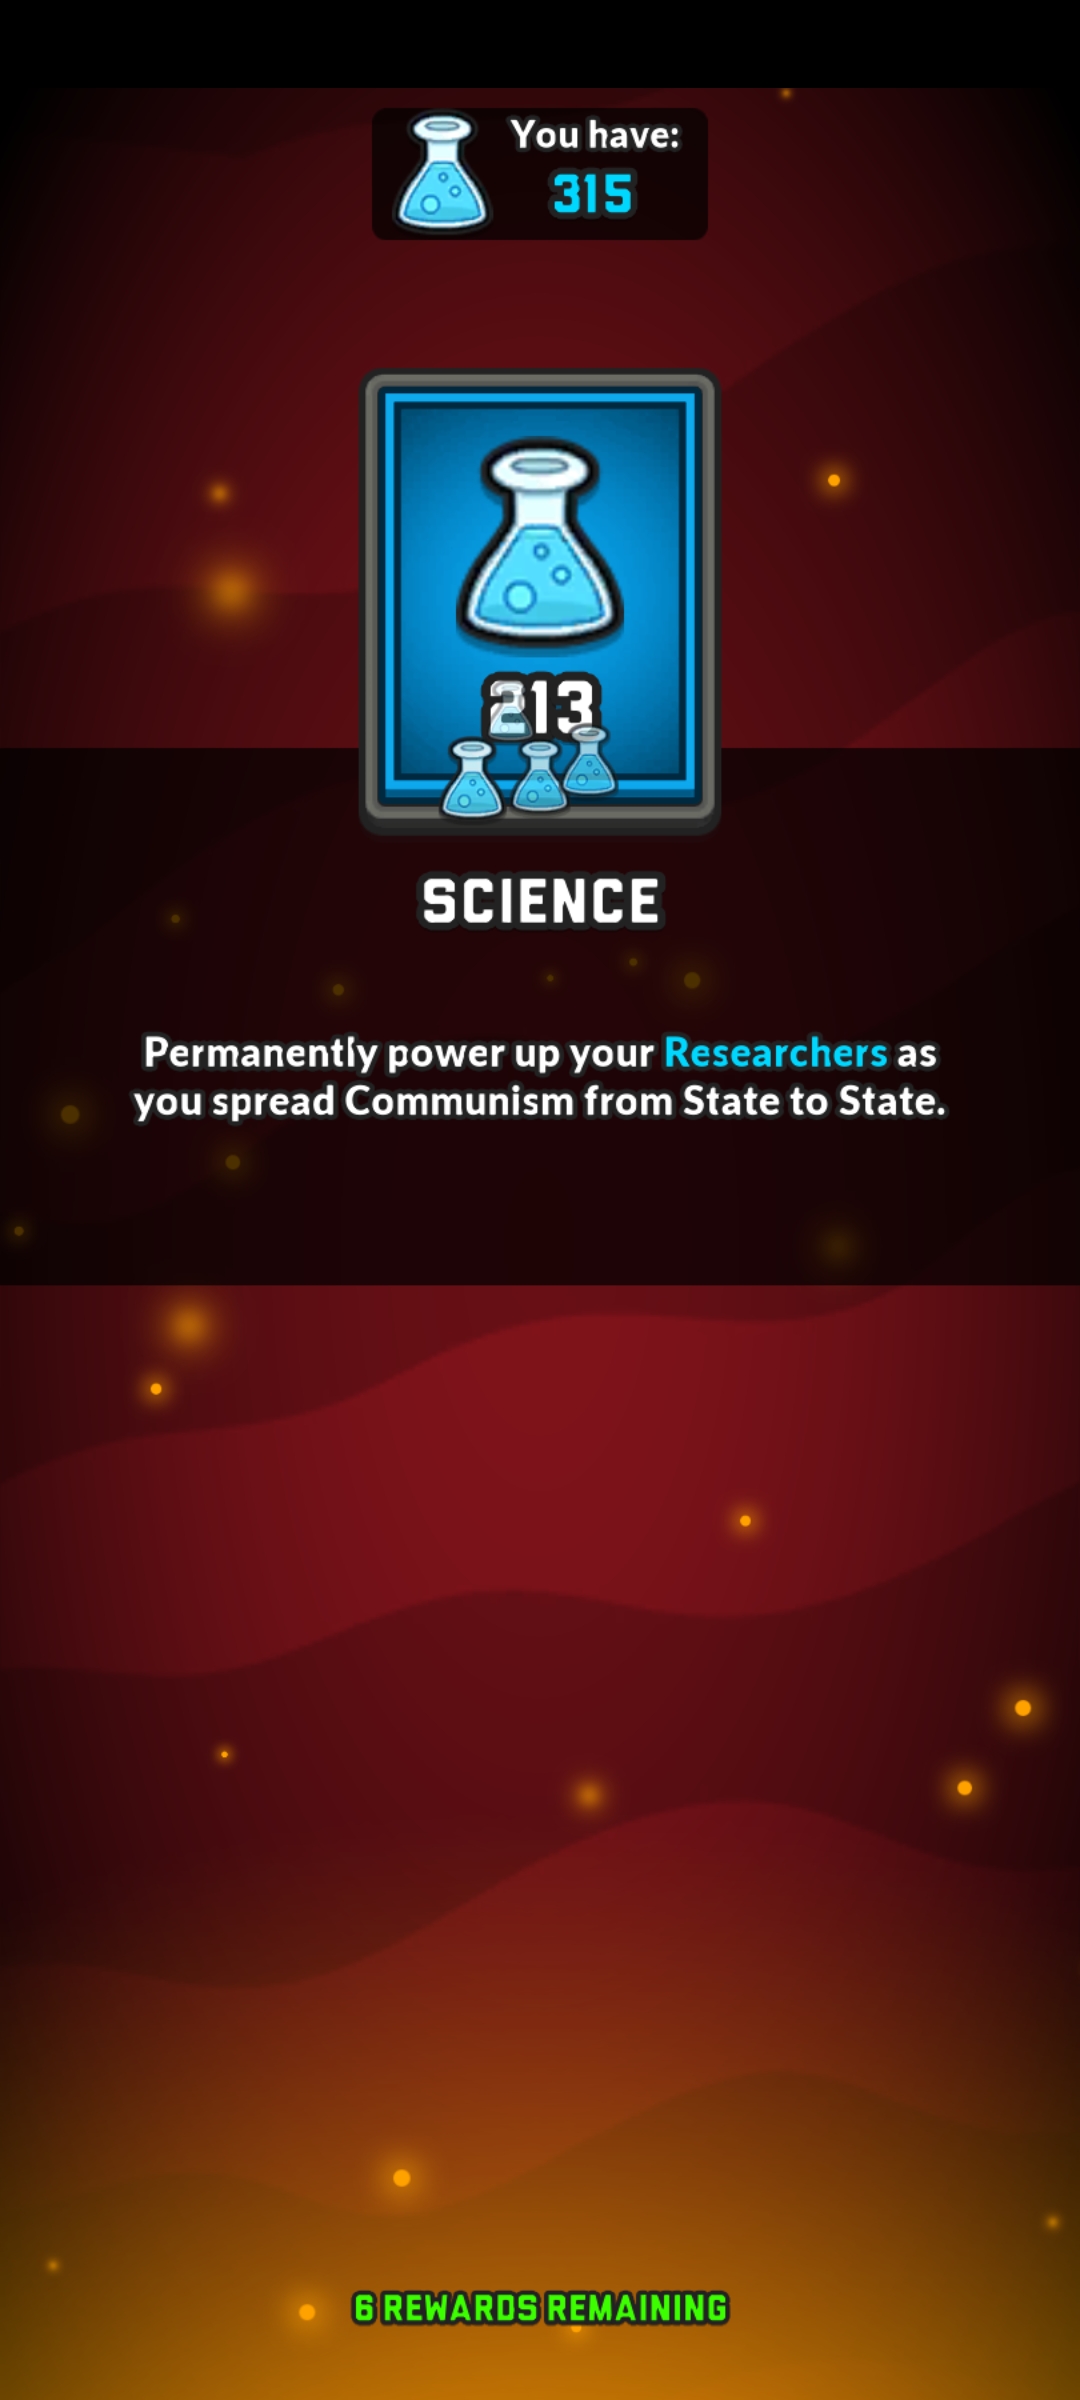 You have:
315
213
SCIENCE
Permanently power up your Researchers as
you spread Communism from State to State.
6 REWARDS REMAINING